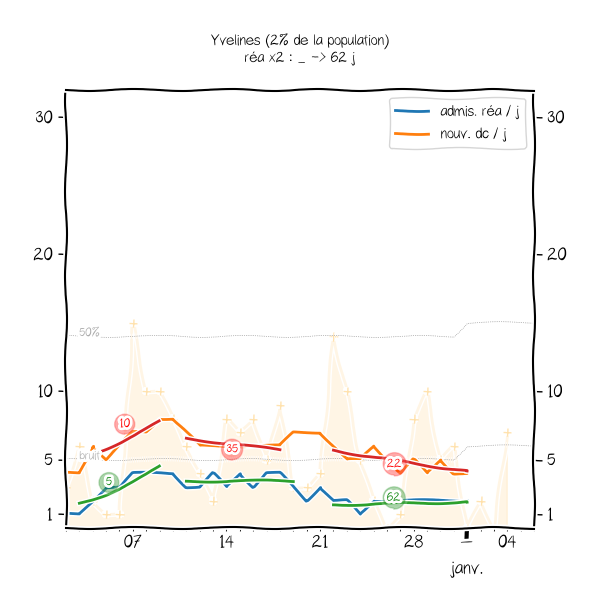 Yvelines (2% de la population)
réa x2 : _ -> 62 j
admis. réa / j
nouv. dc / j
30 30
20 20
50%
10 10
10
35
bruit
5 5
22
5
62
1 1
07 14 21 28 _ 04
janv.